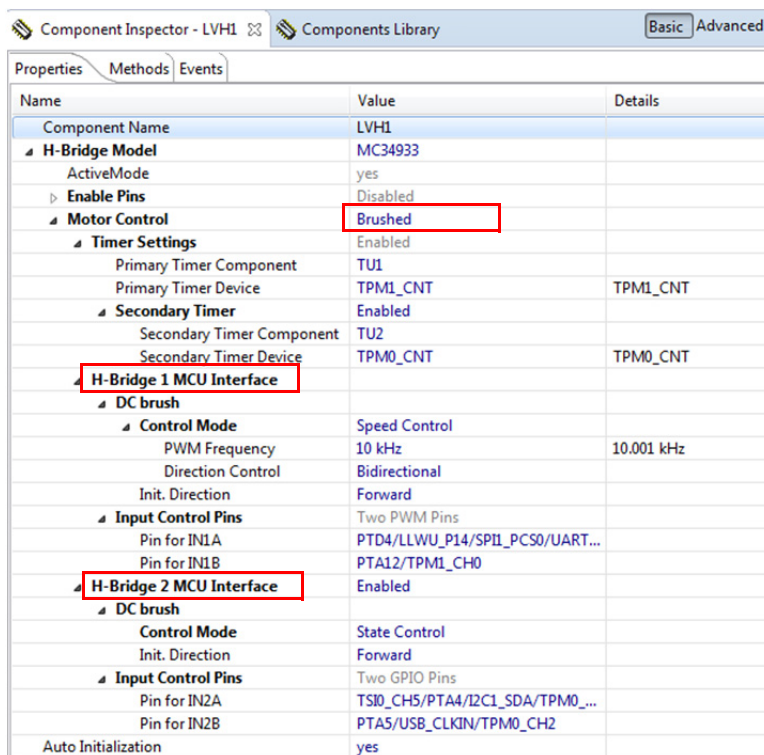 Component Inspector - LVH1 Components Library Basic Advanced
Properties Methods Events
Name Value Details
Component Name LVH1
H-Bridge Model MC34933
ActiveMode yes
Enable Pins Disabled
Motor Control Brushed
Timer Settings Enabled
Primary Timer Component TU1
Primary Timer Device TPM1_CNT TPM1_CNT
Secondary Timer Enabled
Secondary Timer Component TU2
Secondary Timer Device TPM0_CNT TPM0_CNT
H-Bridge 1 MCU Interface
DC brush
Control Mode Speed Control
PWM Frequency 10 kHz 10.001 kHz
Direction Control Bidirectional
Init. Direction Forward
Input Control Pins Two PWM Pins
Pin for IN1A PTD4/LLWU_P14/SPI1_PCS0/UART...
Pin for IN1B PTA12/TPM1_CH0
H-Bridge 2 MCU Interface Enabled
DC brush
Control Mode State Control
Init. Direction Forward
Input Control Pins Two GPIO Pins
Pin for IN2A TSI0_CH5/PTA4/I2C1_SDA/TPM0_...
Pin for IN2B PTA5/USB_CLKIN/TPM0_CH2
Auto Initialization yes